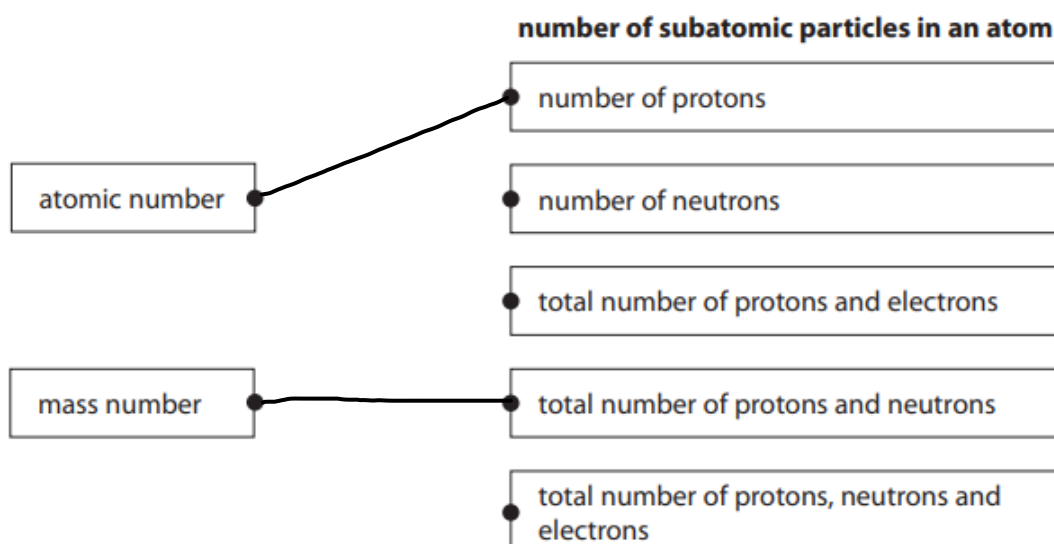 number of subatomic particles in an atom
number of protons
atomic number
number of neutrons
total number of protons and electrons
mass number
total number of protons and neutrons
total number of protons, neutrons and
electrons